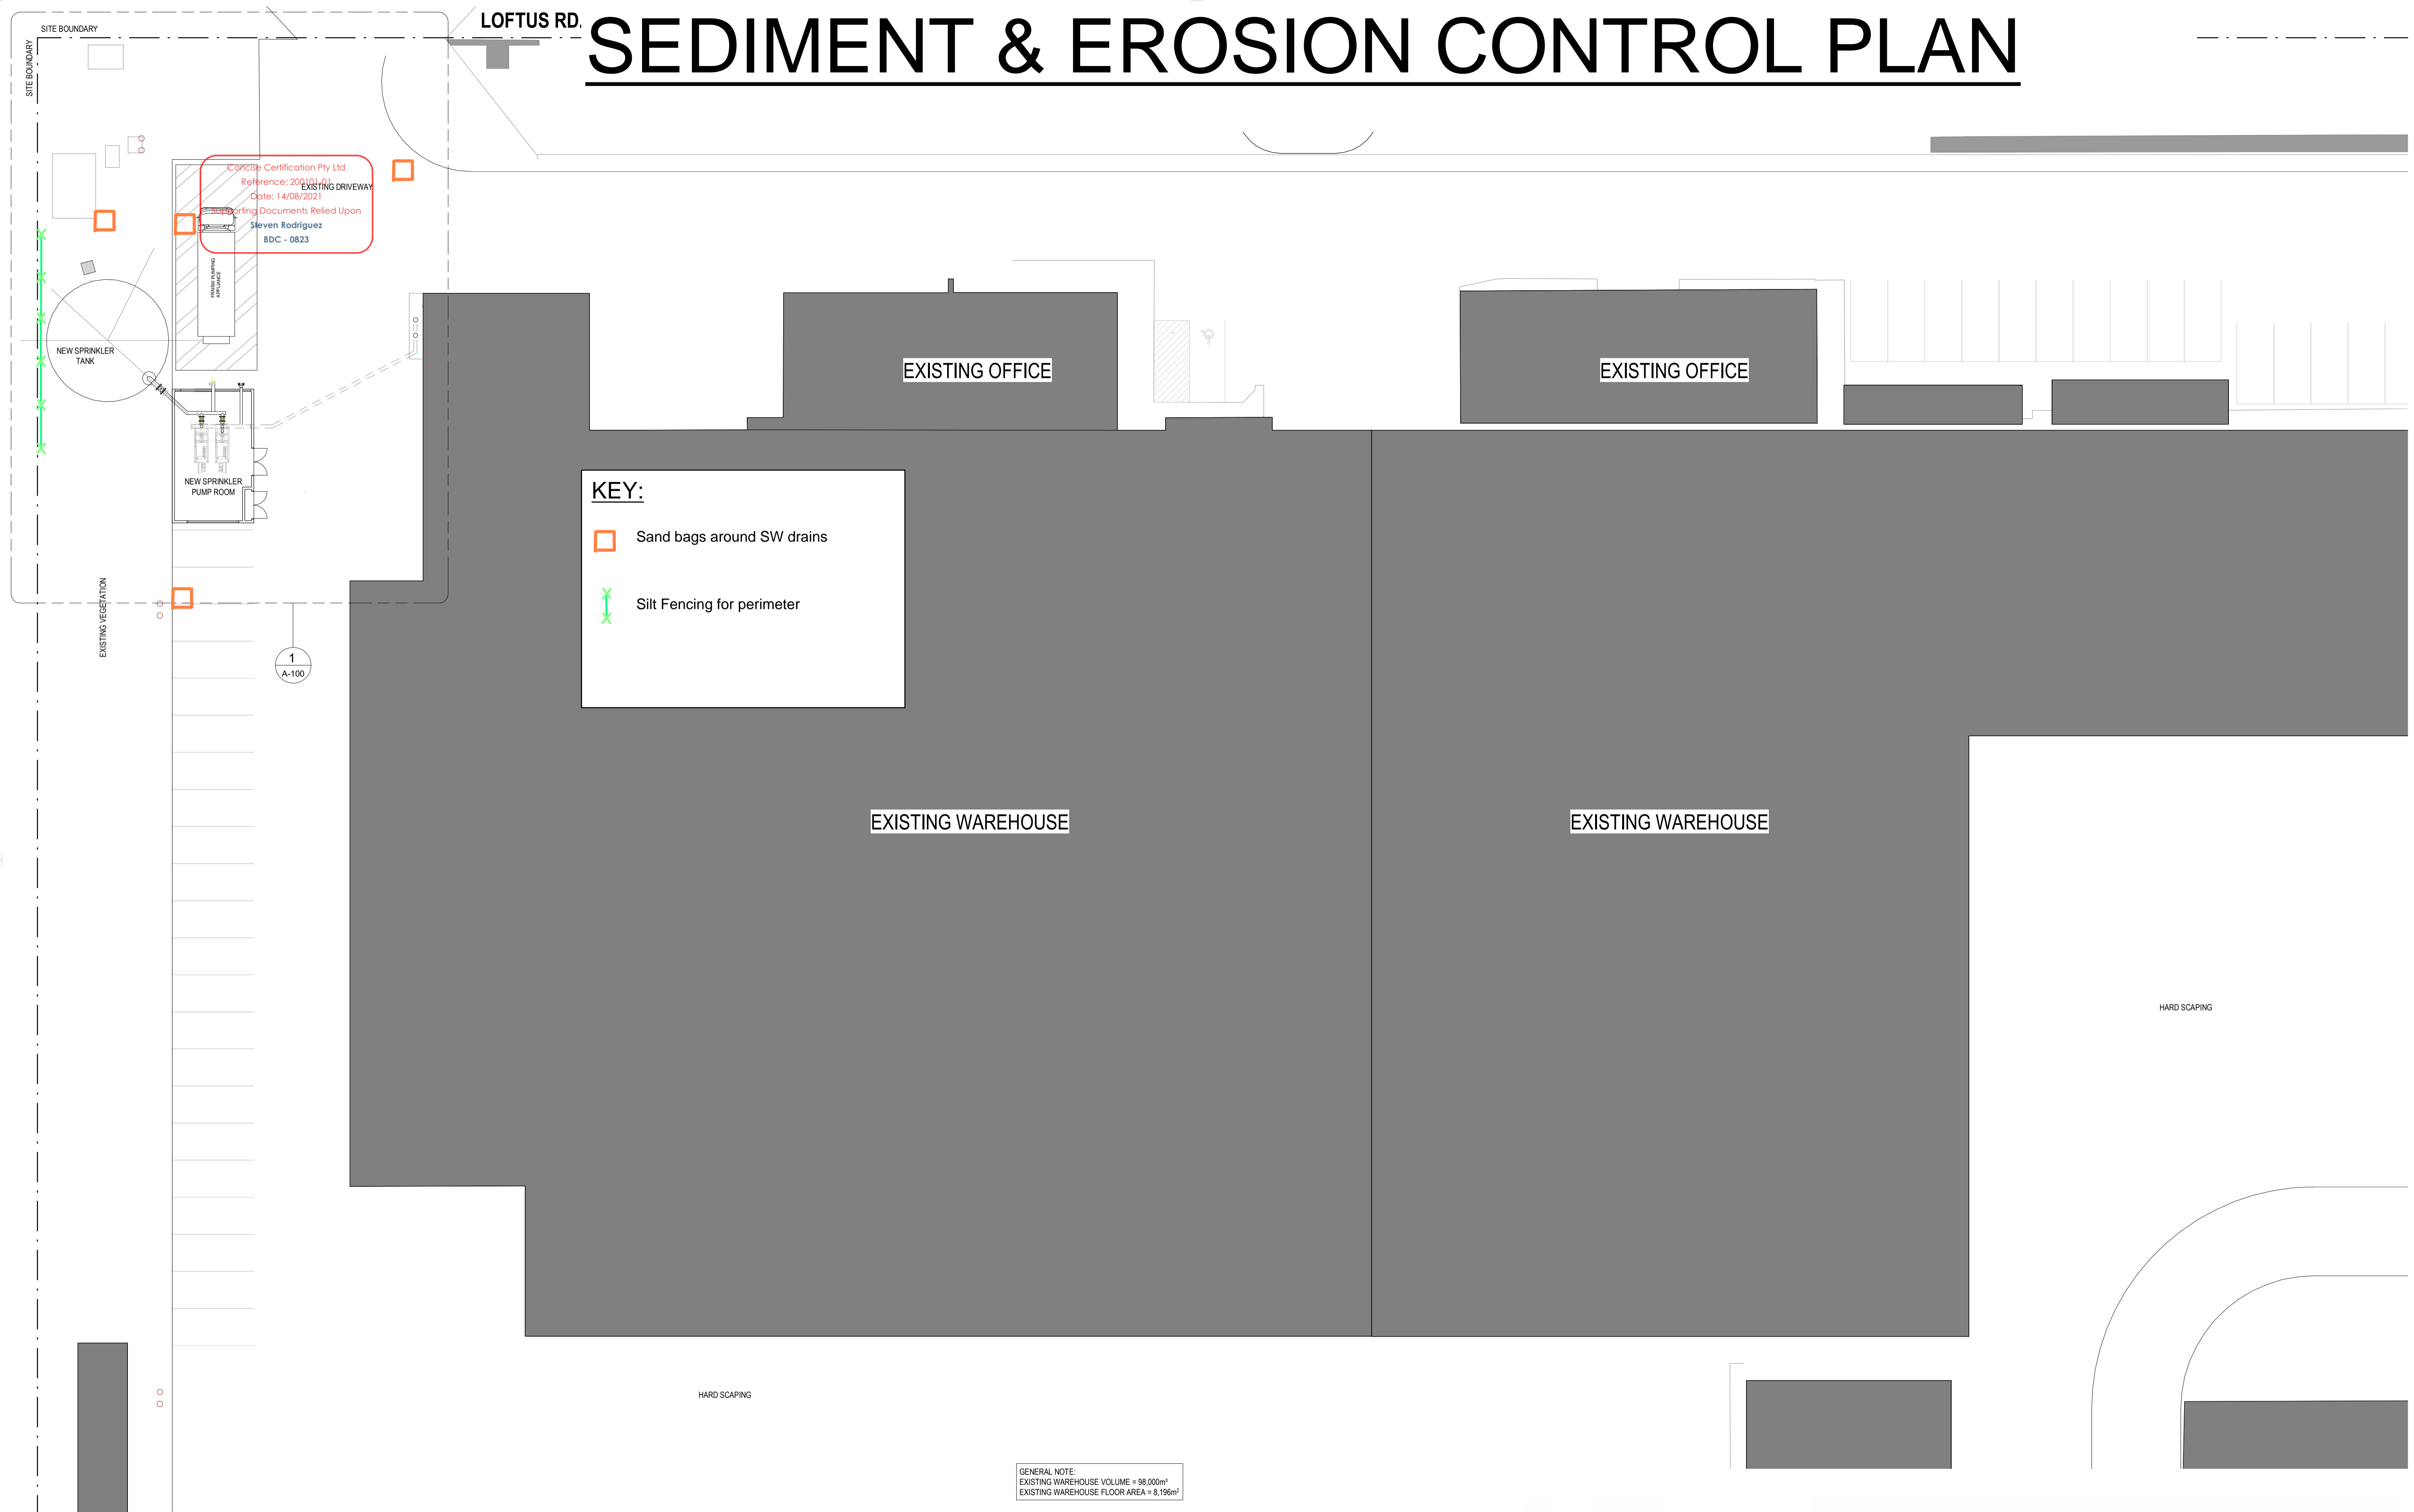 LOFTUS RD.
SEDIMENT & EROSION CONTROL PLAN
SITE BOUNDARY
SITE BOUNDARY
Concise Certification Pty Ltd
Reference: 200101-01
EXISTING DRIVEWAY
Date: 14/08/2021
Supporting Documents Relied Upon
Steven Rodriguez
BDC - 0823
PUMPING
APPLIANCE
NEW SPRINKLER
TANK
EXISTING OFFICE
EXISTING OFFICE
NEW SPRINKLER
PUMP ROOM
KEY:
Sand bags around SW drains
Silt Fencing for perimeter
EXISTING VEGETATION
1
A-100
EXISTING WAREHOUSE
EXISTING WAREHOUSE
HARD SCAPING
HARD SCAPING
GENERAL NOTE:
EXISTING WAREHOUSE VOLUME = 98,000m³
EXISTING WAREHOUSE FLOOR AREA = 8,196m²